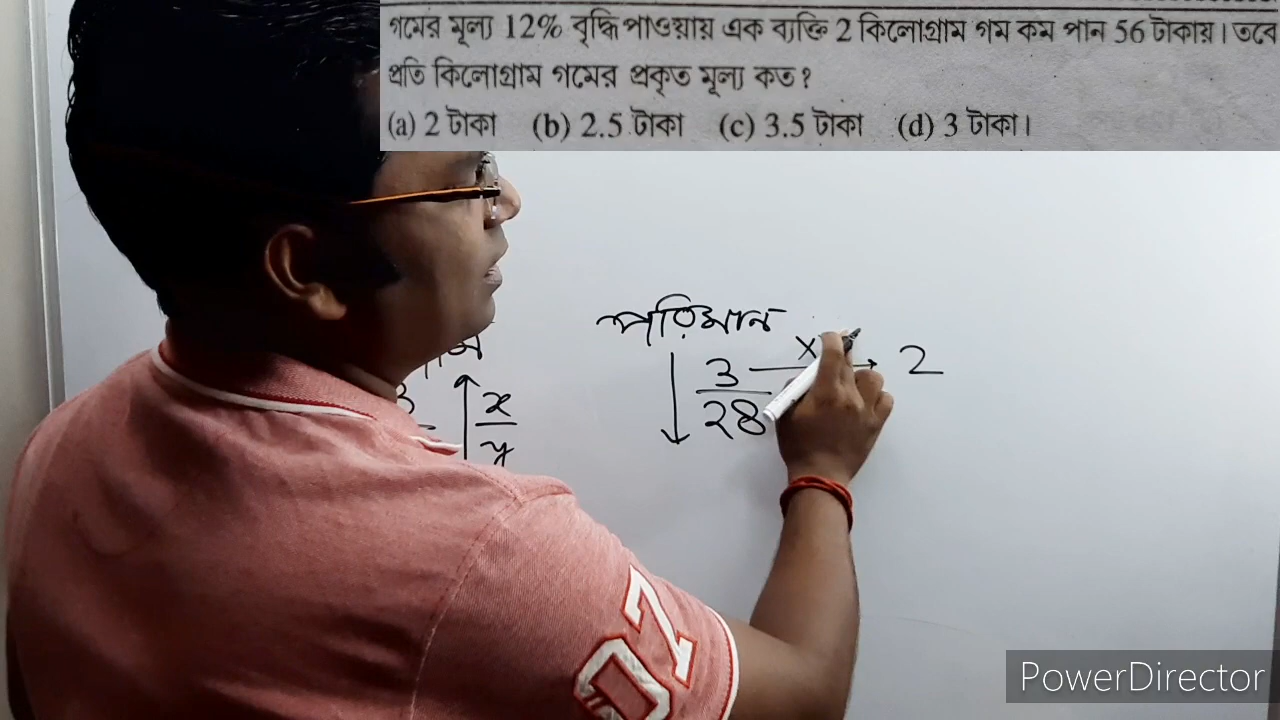 গমের মূল্য 12% বৃদ্ধি পাওয়ায় এক ব্যক্তি 2 কিলোগ্রাম গম কম পান 56 টাকায়। তবে
প্রতি কিলোগ্রাম গমের প্রকৃত মূল্য কত?
(a) 2 টাকা (b) 2.5 টাকা (c) 3.5 টাকা (d) 3 টাকা।
পরিমান
3 x 2
28
x
y
07
PowerDirector